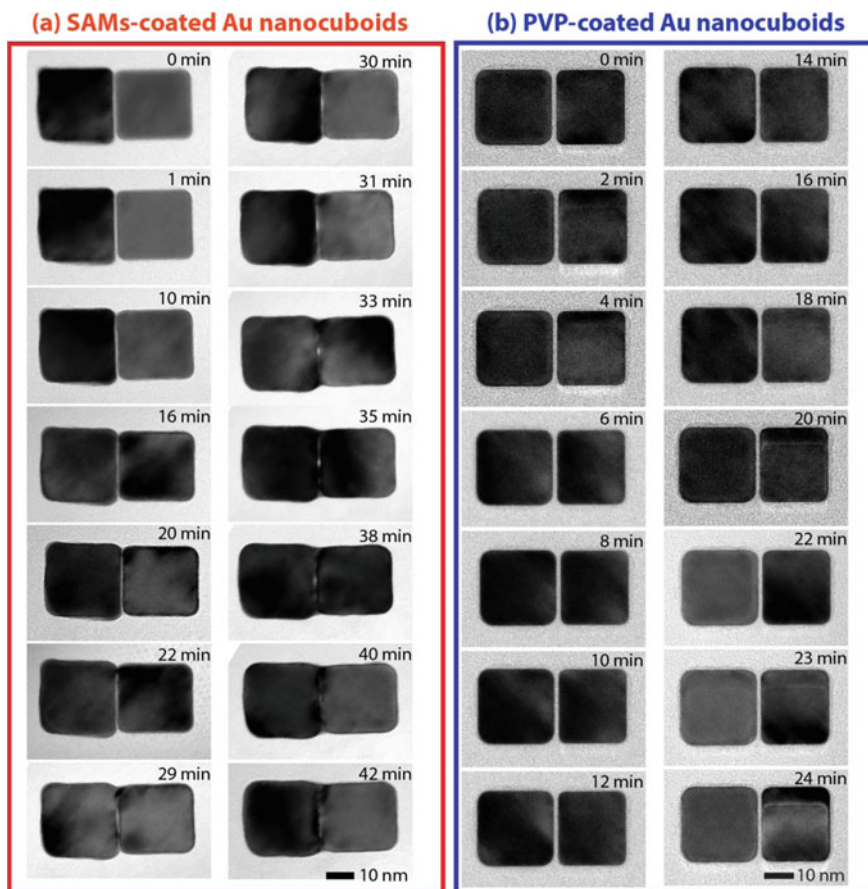 (a) SAMs-coated Au nanocuboids
0 min
1 min
10 min
16 min
20 min
22 min
29 min
30 min
31 min
33 min
35 min
38 min
40 min
42 min
10 nm
(b) PVP-coated Au nanocuboids
0 min
2 min
4 min
6 min
8 min
10 min
12 min
14 min
16 min
18 min
20 min
22 min
23 min
24 min
10 nm